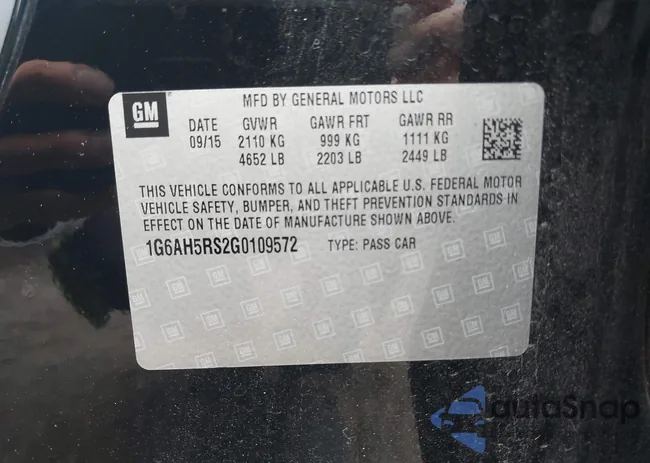 GM
MFD BY GENERAL MOTORS LLC
DATE GVWR GAWR FRT GAWR RR
09/15 2110 KG 999 KG 1111 KG
4652 LB 2203 LB 2449 LB
THIS VEHICLE CONFORMS TO ALL APPLICABLE U.S. FEDERAL MOTOR
VEHICLE SAFETY, BUMPER, AND THEFT PREVENTION STANDARDS IN
EFFECT ON THE DATE OF MANUFACTURE SHOWN ABOVE.
1G6AH5RS2G0109572 TYPE: PASS CAR
autoSnap